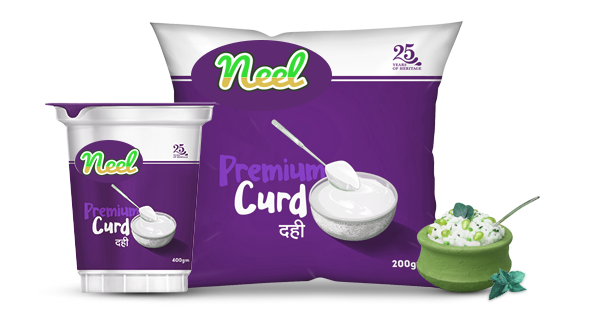 Neel
25
YEARS
OF HERITAGE
Premium
Curd
दही
200g
Neel
25
Premium
Curd
दही
400gm